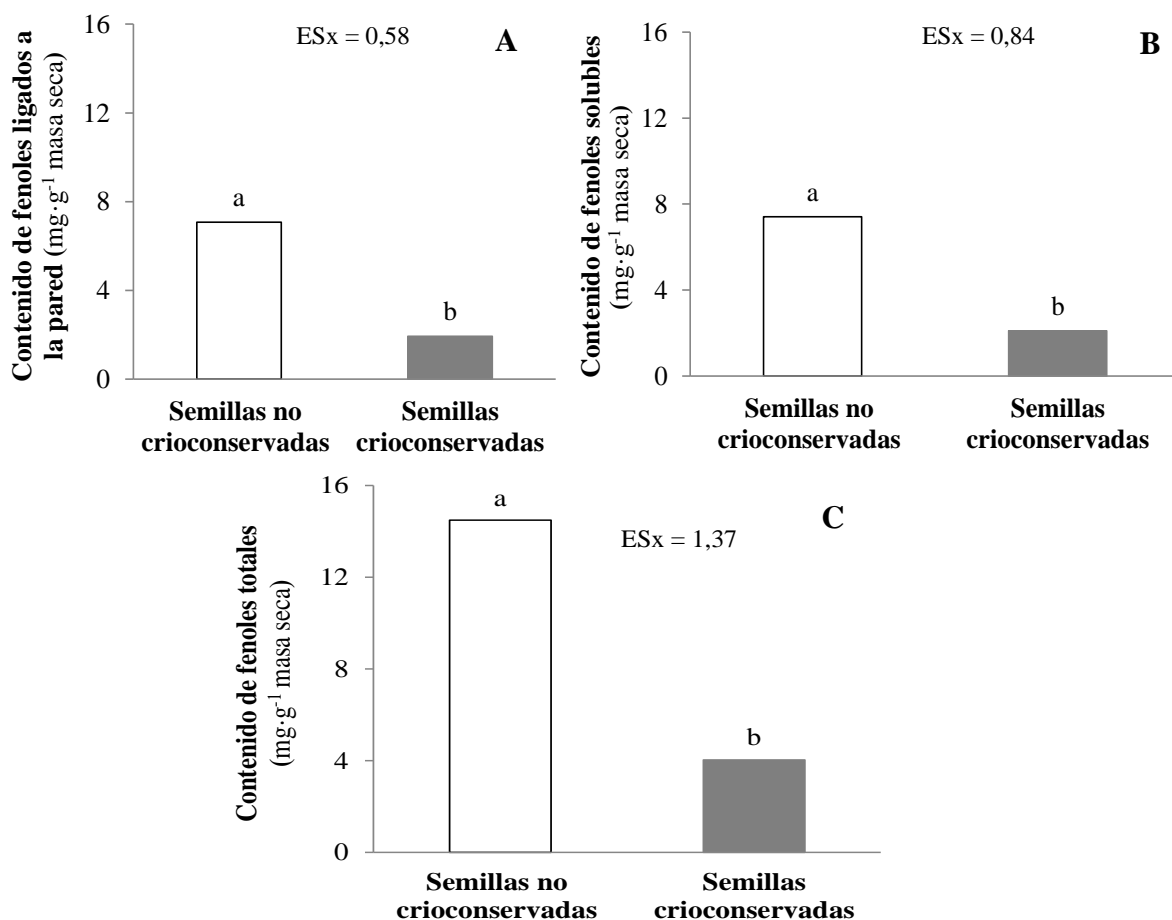 Contenido de fenoles ligados a
la pared (mg·g-1 masa seca)
16
12
8
4
0
ESx = 0,58
A
a
b
Semillas no
crioconservadas
Semillas
crioconservadas
Contenido de fenoles solubles
(mg·g-1 masa seca)
16
12
8
4
0
ESx = 0,84
B
a
b
Semillas no
crioconservadas
Semillas
crioconservadas
Contenido de fenoles totales
(mg·g-1 masa seca)
16
12
8
4
0
ESx = 1,37
C
a
b
Semillas no
crioconservadas
Semillas
crioconservadas